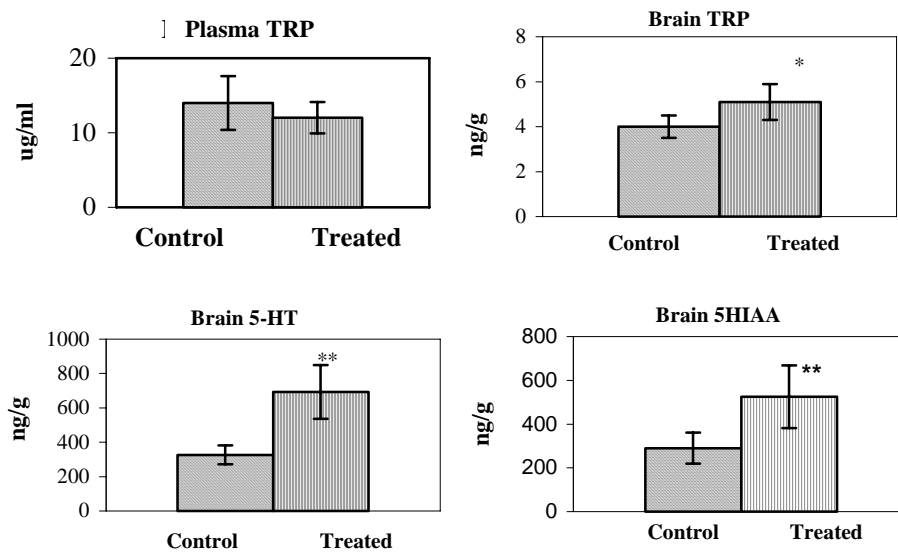 Plasma TRP
20
10
0
ug/ml
Control Treated
Brain TRP
8
6
4
2
0
ng/g
*
Control Treated
Brain 5-HT
1000
800
600
400
200
0
ng/g
**
Control Treated
Brain 5HIAA
800
600
400
200
0
ng/g
**
Control Treated